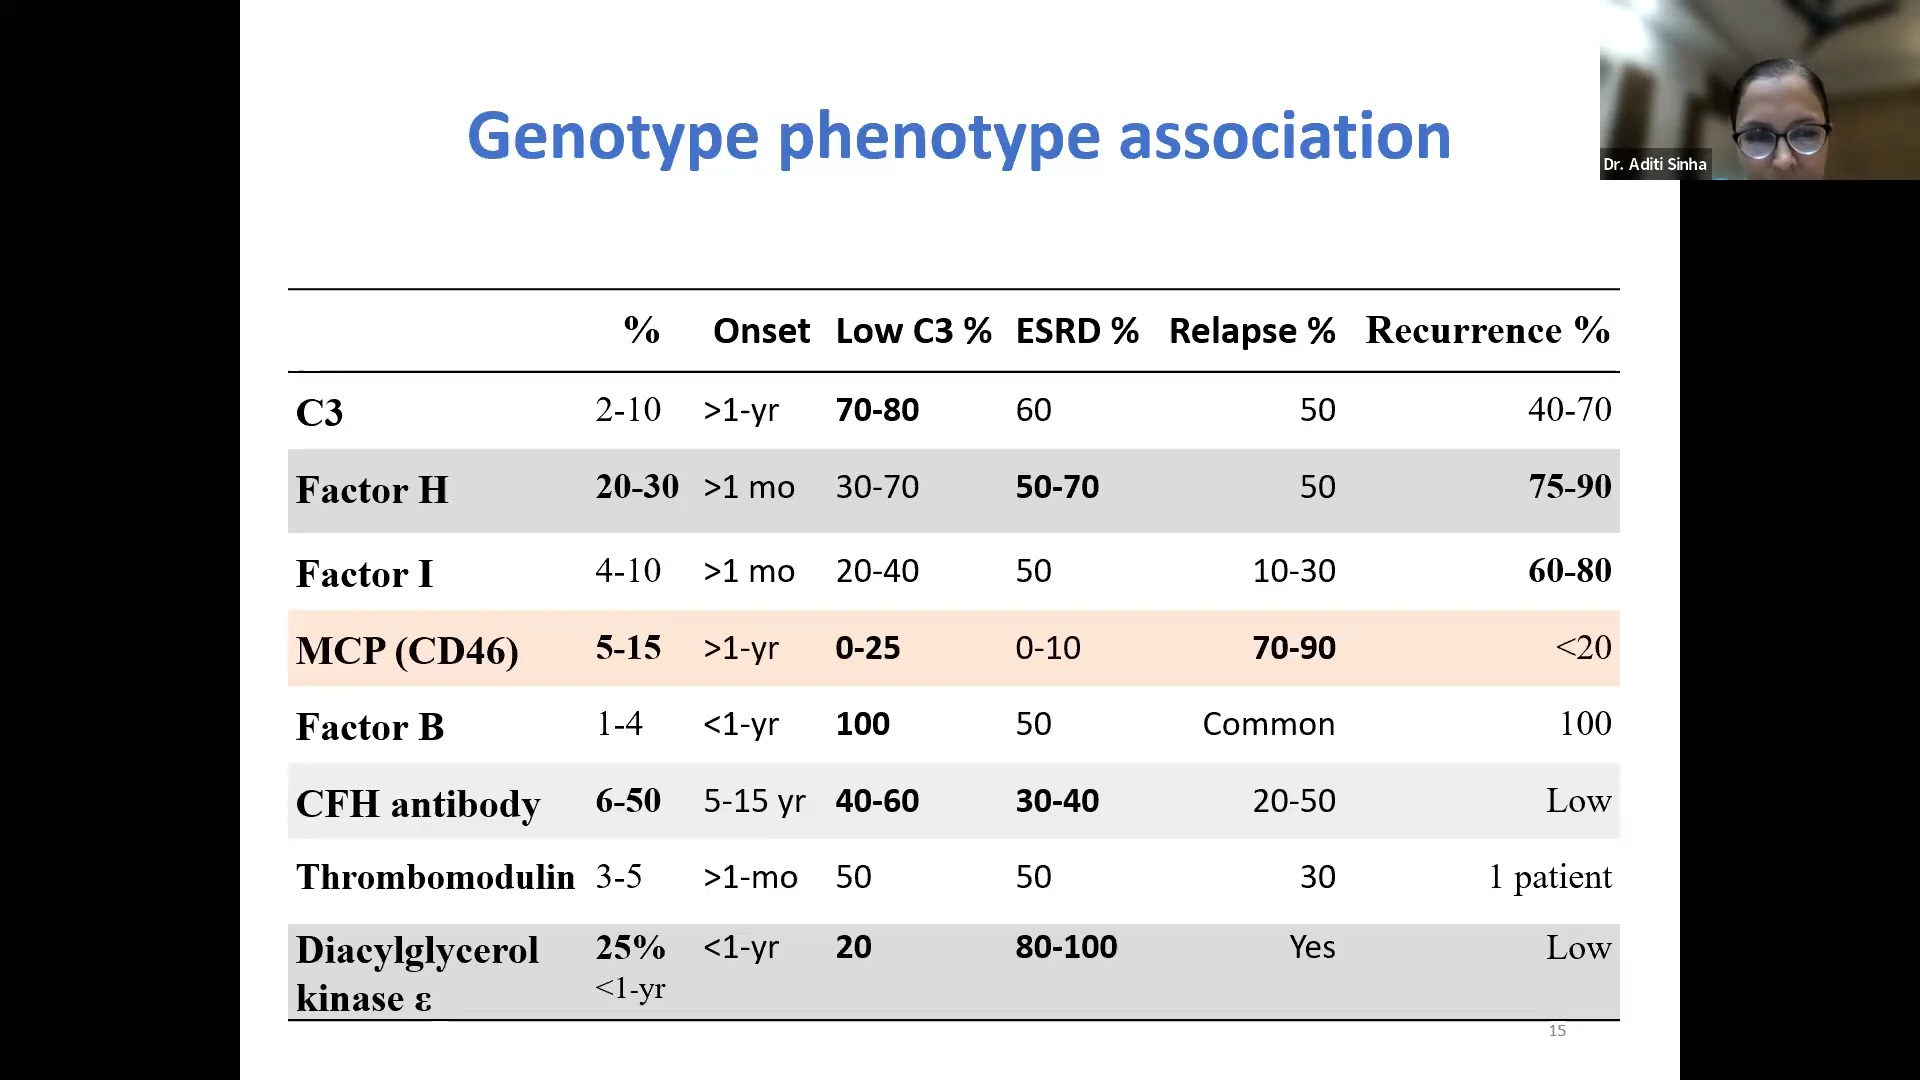 Genotype phenotype association
Dr. Aditi Sinha
% Onset Low C3 % ESRD % Relapse % Recurrence %
C3 2-10 >1-yr 70-80 60 50 40-70
Factor H 20-30 >1 mo 30-70 50-70 50 75-90
Factor I 4-10 >1 mo 20-40 50 10-30 60-80
MCP (CD46) 5-15 >1-yr 0-25 0-10 70-90 <20
Factor B 1-4 <1-yr 100 50 Common 100
CFH antibody 6-50 5-15 yr 40-60 30-40 20-50 Low
Thrombomodulin 3-5 >1-mo 50 50 30 1 patient
Diacylglycerol 25% <1-yr 20 80-100 Yes Low
kinase ε <1-yr
15